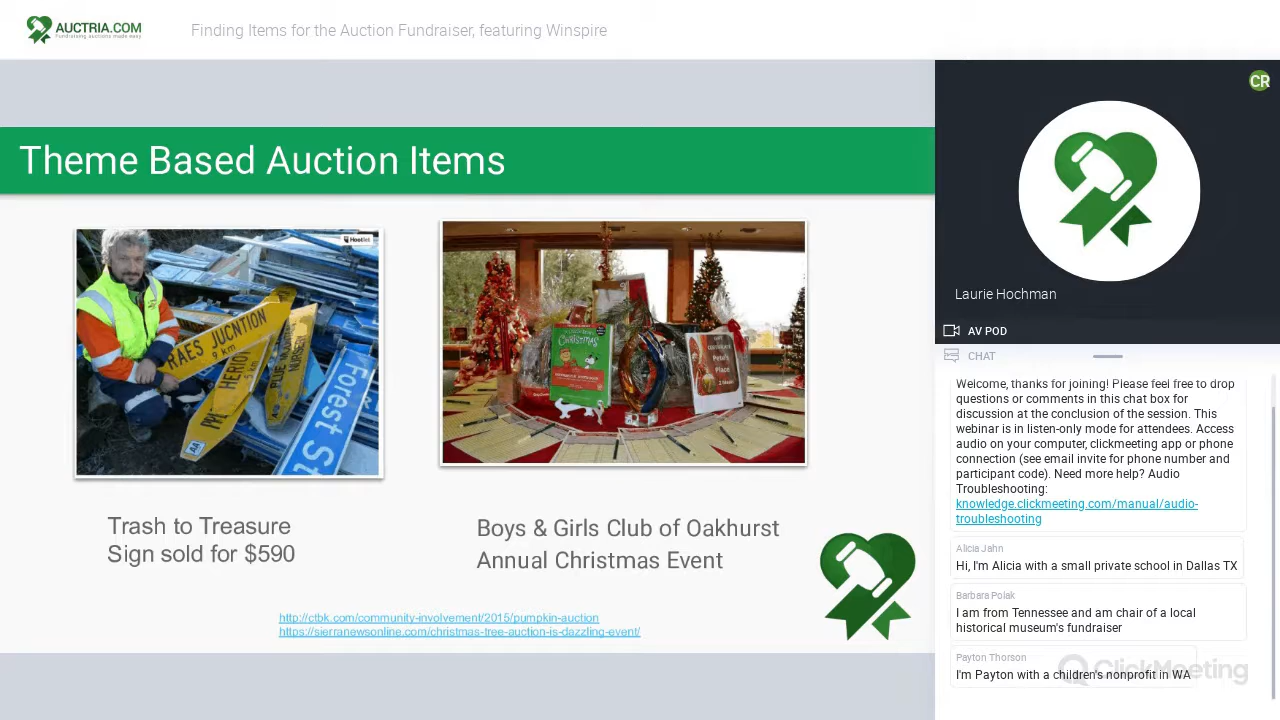 AUCTRIA.COM
Fundraising auctions made easy
Finding Items for the Auction Fundraiser, featuring Winspire
CR
Theme Based Auction Items
RAES JUCNTION
9 km
Forest St
AA
CHRISTMAS
Pete's
Place
Trash to Treasure
Sign sold for $590
Boys & Girls Club of Oakhurst
Annual Christmas Event
http://ctbk.com/community-involvement/2015/pumpkin-auction
https://sierranewsonline.com/christmas-tree-auction-is-dazzling-event/
Laurie Hochman
AV POD
CHAT
Welcome, thanks for joining! Please feel free to drop
questions or comments in this chat box for
discussion at the conclusion of the session. This
webinar is in listen-only mode for attendees. Access
audio on your computer, clickmeeting app or phone
connection (see email invite for phone number and
participant code). Need more help? Audio
Troubleshooting:
knowledge.clickmeeting.com/manual/audio-
troubleshooting
Alicia Jahn
Hi, I'm Alicia with a small private school in Dallas TX
Barbara Polak
I am from Tennessee and am chair of a local
historical museum's fundraiser
Payton Thorson
I'm Payton with a children's nonprofit in WA
ClickMeeting